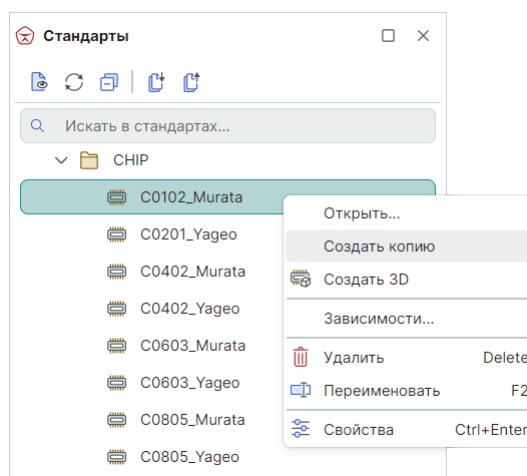 Стандарты
Искать в стандартах...
CHIP
C0102_Murata
C0201_Yageo
C0402_Murata
C0402_Yageo
C0603_Murata
C0603_Yageo
C0805_Murata
C0805_Yageo
Открыть...
Создать копию
Создать 3D
Зависимости...
Удалить Delete
Переименовать F2
Свойства Ctrl+Enter